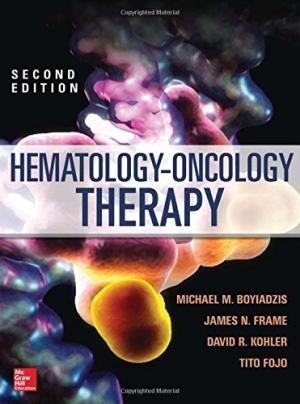 SECOND
EDITION
HEMATOLOGY-ONCOLOGY
THERAPY
MICHAEL M. BOYIADZIS
JAMES N. FRAME
DAVID R. KOHLER
TITO FOJO
Mc
Graw
Hill
Education